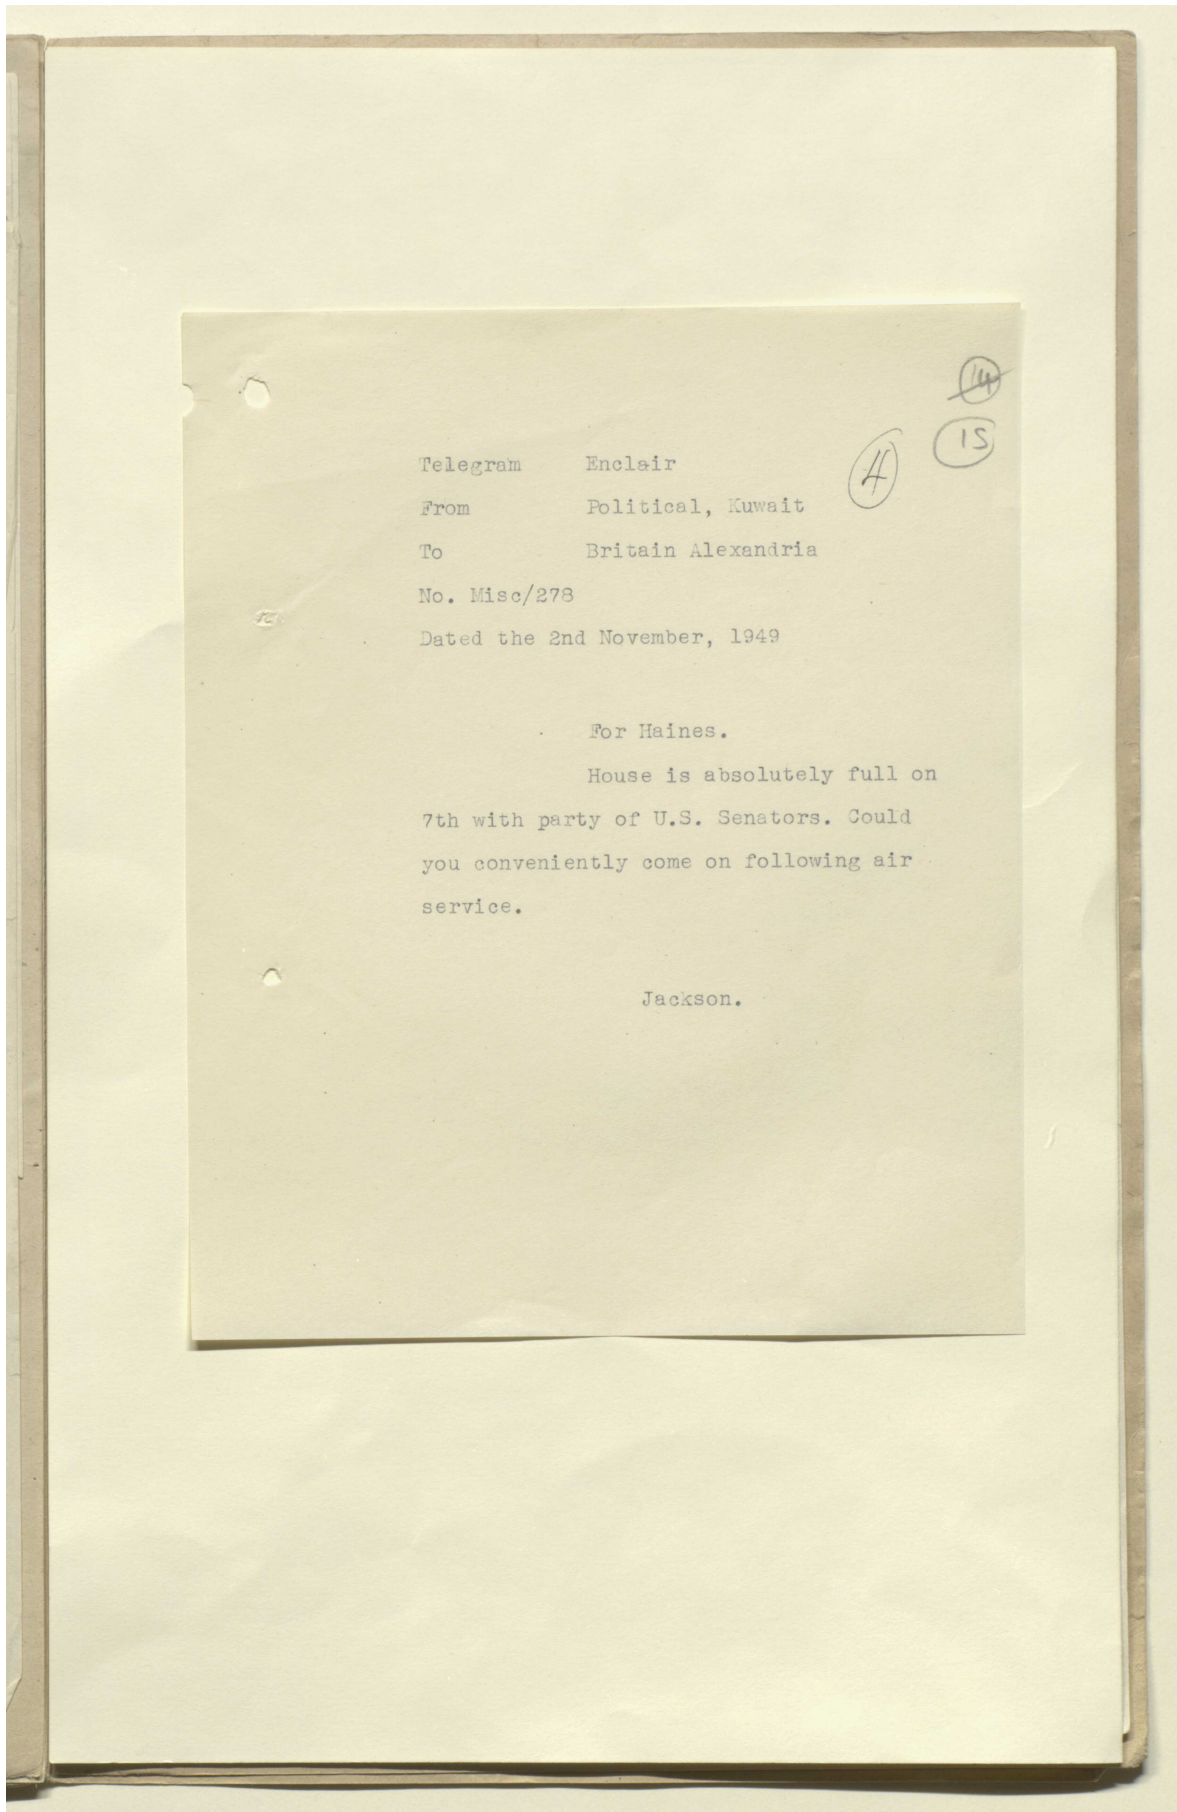 14
15
4
Telegram Enclair
From Political, Kuwait
To Britain Alexandria
No. Misc/278
Dated the 2nd November, 1949
For Haines.
House is absolutely full on
7th with party of U.S. Senators. Could
you conveniently come on following air
service.
Jackson.